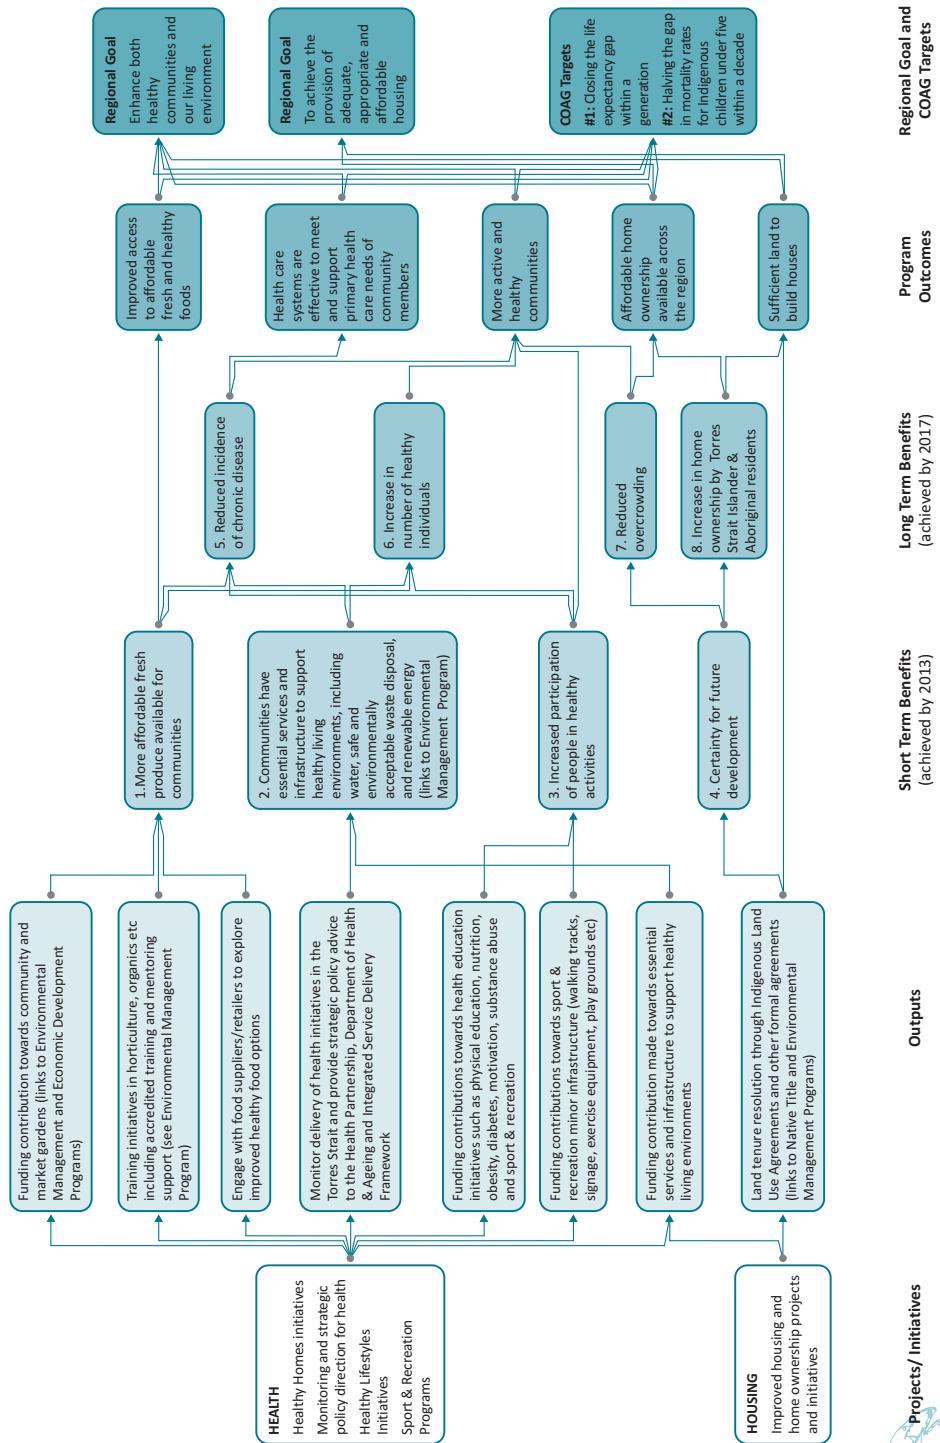 HEALTH
Healthy Homes initiatives
Monitoring and strategic
policy direction for health
Healthy Lifestyles
Initiatives
Sport & Recreation
Programs
HOUSING
Improved housing and
home ownership projects
and initiatives
Projects/ Initiatives
Funding contribution towards community and
market gardens (links to Environmental
Management and Economic Development
Programs)
Training initiatives in horticulture, organics etc
including accredited training and mentoring
support (see Environmental Management
Program)
Engage with food suppliers/retailers to explore
improved healthy food options
Monitor delivery of health initiatives in the
Torres Strait and provide strategic policy advice
to the Health Partnership, Department of Health
& Ageing and Integrated Service Delivery
Framework
Funding contributions towards health education
initiatives such as physical education, nutrition,
obesity, diabetes, motivation, substance abuse
and sport & recreation
Funding contributions towards sport &
recreation minor infrastructure (walking tracks,
signage, exercise equipment, play grounds etc)
Funding contribution made towards essential
services and infrastructure to support healthy
living environments
Land tenure resolution through Indigenous Land
Use Agreements and other formal agreements
(links to Native Title and Environmental
Management Programs)
Outputs
1.More affordable fresh
produce available for
communities
2. Communities have
essential services and
infrastructure to support
healthy living
environments, including
water, safe and
environmentally
acceptable waste disposal,
and renewable energy
(links to Environmental
Management Program)
3. Increased participation
of people in healthy
activities
4. Certainty for future
development
Short Term Benefits
(achieved by 2013)
5. Reduced incidence
of chronic disease
6. Increase in
number of healthy
individuals
7. Reduced
overcrowding
8. Increase in home
ownership by Torres
Strait Islander &
Aboriginal residents
Long Term Benefits
(achieved by 2017)
Improved access
to affordable
fresh and healthy
foods
Health care
systems are
effective to meet
and support
primary health
care needs of
community
members
More active and
healthy
communities
Affordable home
ownership
available across
the region
Sufficient land to
build houses
Program
Outcomes
Regional Goal
Enhance both
healthy
communities and
our living
environment
Regional Goal
To achieve the
provision of
adequate,
appropriate and
affordable
housing
COAG Targets
#1: Closing the life
expectancy gap
within a
generation
#2: Halving the gap
in mortality rates
for Indigenous
children under five
within a decade
Regional Goal and
COAG Targets